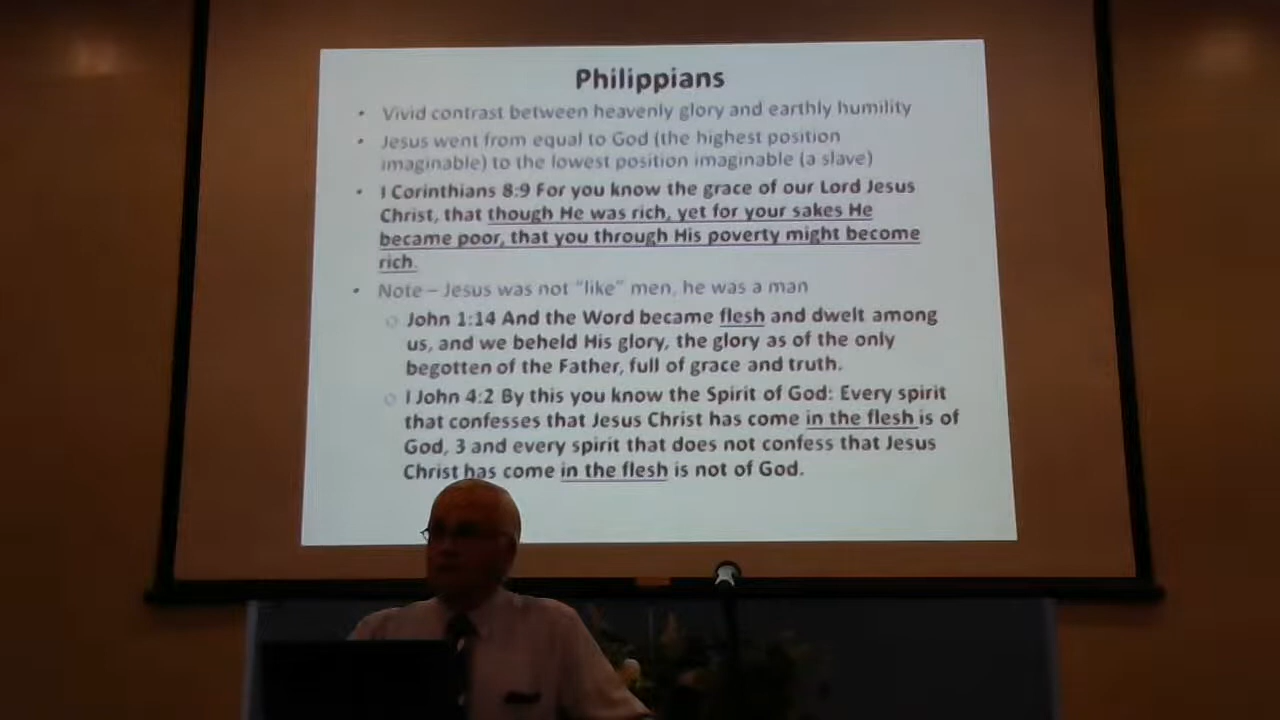 Philippians
• Vivid contrast between heavenly glory and earthly humility
• Jesus went from equal to God (the highest position
imaginable) to the lowest position imaginable (a slave)
• I Corinthians 8:9 For you know the grace of our Lord Jesus
Christ, that though He was rich, yet for your sakes He
became poor, that you through His poverty might become
rich.
• Note – Jesus was not “like” men, he was a man
○ John 1:14 And the Word became flesh and dwelt among
us, and we beheld His glory, the glory as of the only
begotten of the Father, full of grace and truth.
○ I John 4:2 By this you know the Spirit of God: Every spirit
that confesses that Jesus Christ has come in the flesh is of
God, 3 and every spirit that does not confess that Jesus
Christ has come in the flesh is not of God.